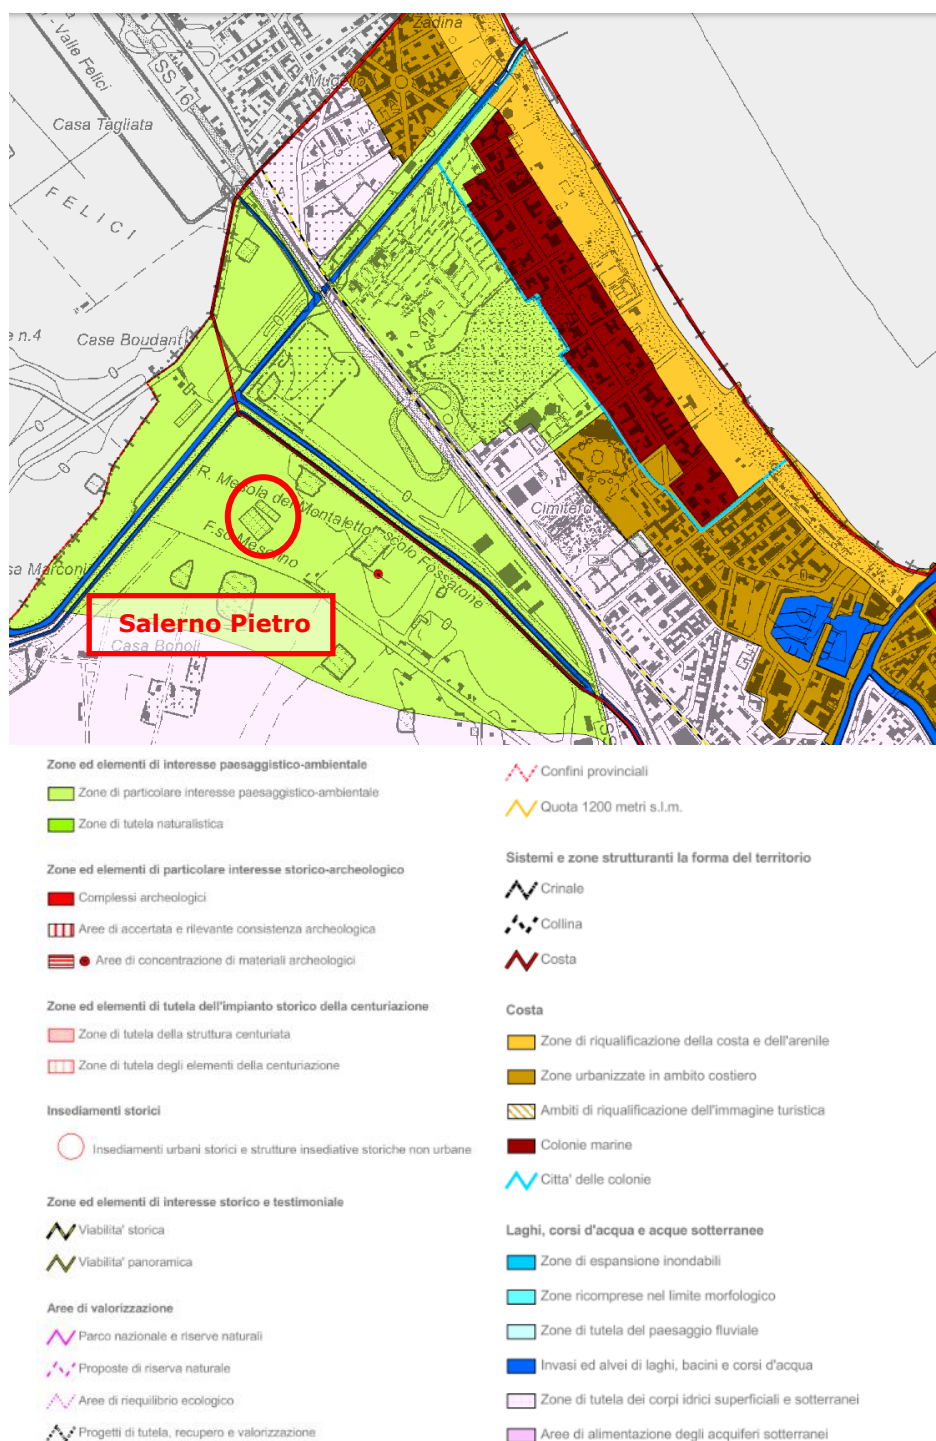 Zadina
Valle Felici
SS 16
Casa Tagliata
FELICI
e n.4
Case Boudant
R. Mesola del Montaletto
scolo Fossatone
F.so Mesolino
Cimitero
sa Marconi
Salerno Pietro
Casa Bonoli
Zone ed elementi di interesse paesaggistico-ambientale
Zone di particolare interesse paesaggistico-ambientale
Zone di tutela naturalistica
Zone ed elementi di particolare interesse storico-archeologico
Complessi archeologici
Aree di accertata e rilevante consistenza archeologica
Aree di concentrazione di materiali archeologici
Zone ed elementi di tutela dell'impianto storico della centuriazione
Zone di tutela della struttura centuriata
Zone di tutela degli elementi della centuriazione
Insediamenti storici
Insediamenti urbani storici e strutture insediative storiche non urbane
Zone ed elementi di interesse storico e testimoniale
Viabilita' storica
Viabilita' panoramica
Aree di valorizzazione
Parco nazionale e riserve naturali
Proposte di riserva naturale
Aree di riequilibrio ecologico
Progetti di tutela, recupero e valorizzazione
Confini provinciali
Quota 1200 metri s.l.m.
Sistemi e zone strutturanti la forma del territorio
Crinale
Collina
Costa
Costa
Zone di riqualificazione della costa e dell'arenile
Zone urbanizzate in ambito costiero
Ambiti di riqualificazione dell'immagine turistica
Colonie marine
Citta' delle colonie
Laghi, corsi d'acqua e acque sotterranee
Zone di espansione inondabili
Zone ricomprese nel limite morfologico
Zone di tutela del paesaggio fluviale
Invasi ed alvei di laghi, bacini e corsi d'acqua
Zone di tutela dei corpi idrici superficiali e sotterranei
Aree di alimentazione degli acquiferi sotterranei